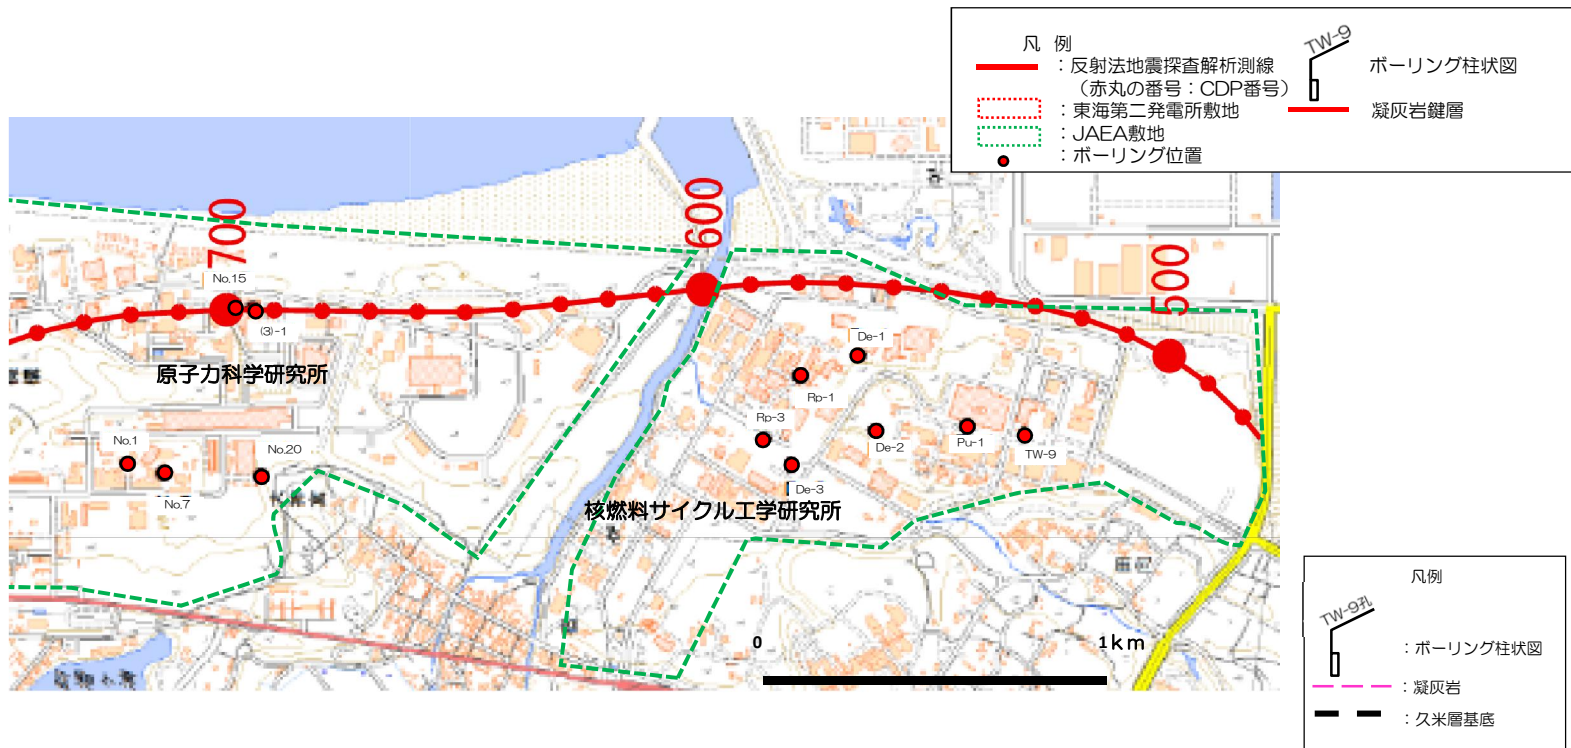 凡 例
：反射法地震探査解析測線
（赤丸の番号：CDP番号）
：東海第二発電所敷地
：JAEA敷地
：ボーリング位置
TW-9
ボーリング柱状図
凝灰岩鍵層
700
600
500
No.15
(3)-1
原子力科学研究所
No.1
No.7
No.20
De-1
Rp-1
Rp-3
De-2
De-3
Pu-1
TW-9
核燃料サイクル工学研究所
0
1km
凡例
TW-9孔
：ボーリング柱状図
：凝灰岩
：久米層基底